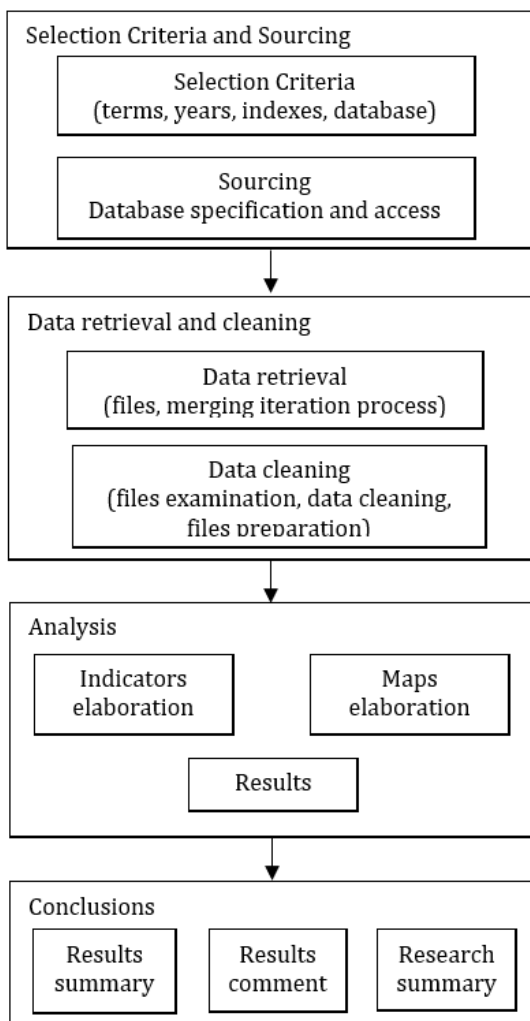 Selection Criteria and Sourcing
Selection Criteria
(terms, years, indexes, database)
Sourcing
Database specification and access
Data retrieval and cleaning
Data retrieval
(files, merging iteration process)
Data cleaning
(files examination, data cleaning,
files preparation)
Analysis
Indicators
elaboration
Maps
elaboration
Results
Conclusions
Results
summary
Results
comment
Research
summary